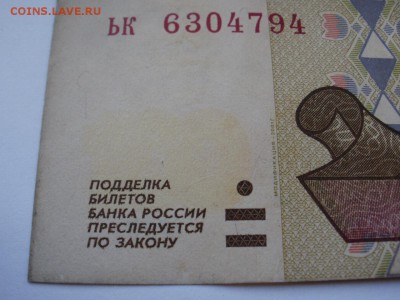 COINS.LAVE.RU
ЬК 6304794
ПОДДЕЛКА
БИЛЕТОВ
БАНКА РОССИИ
ПРЕСЛЕДУЕТСЯ
ПО ЗАКОНУ